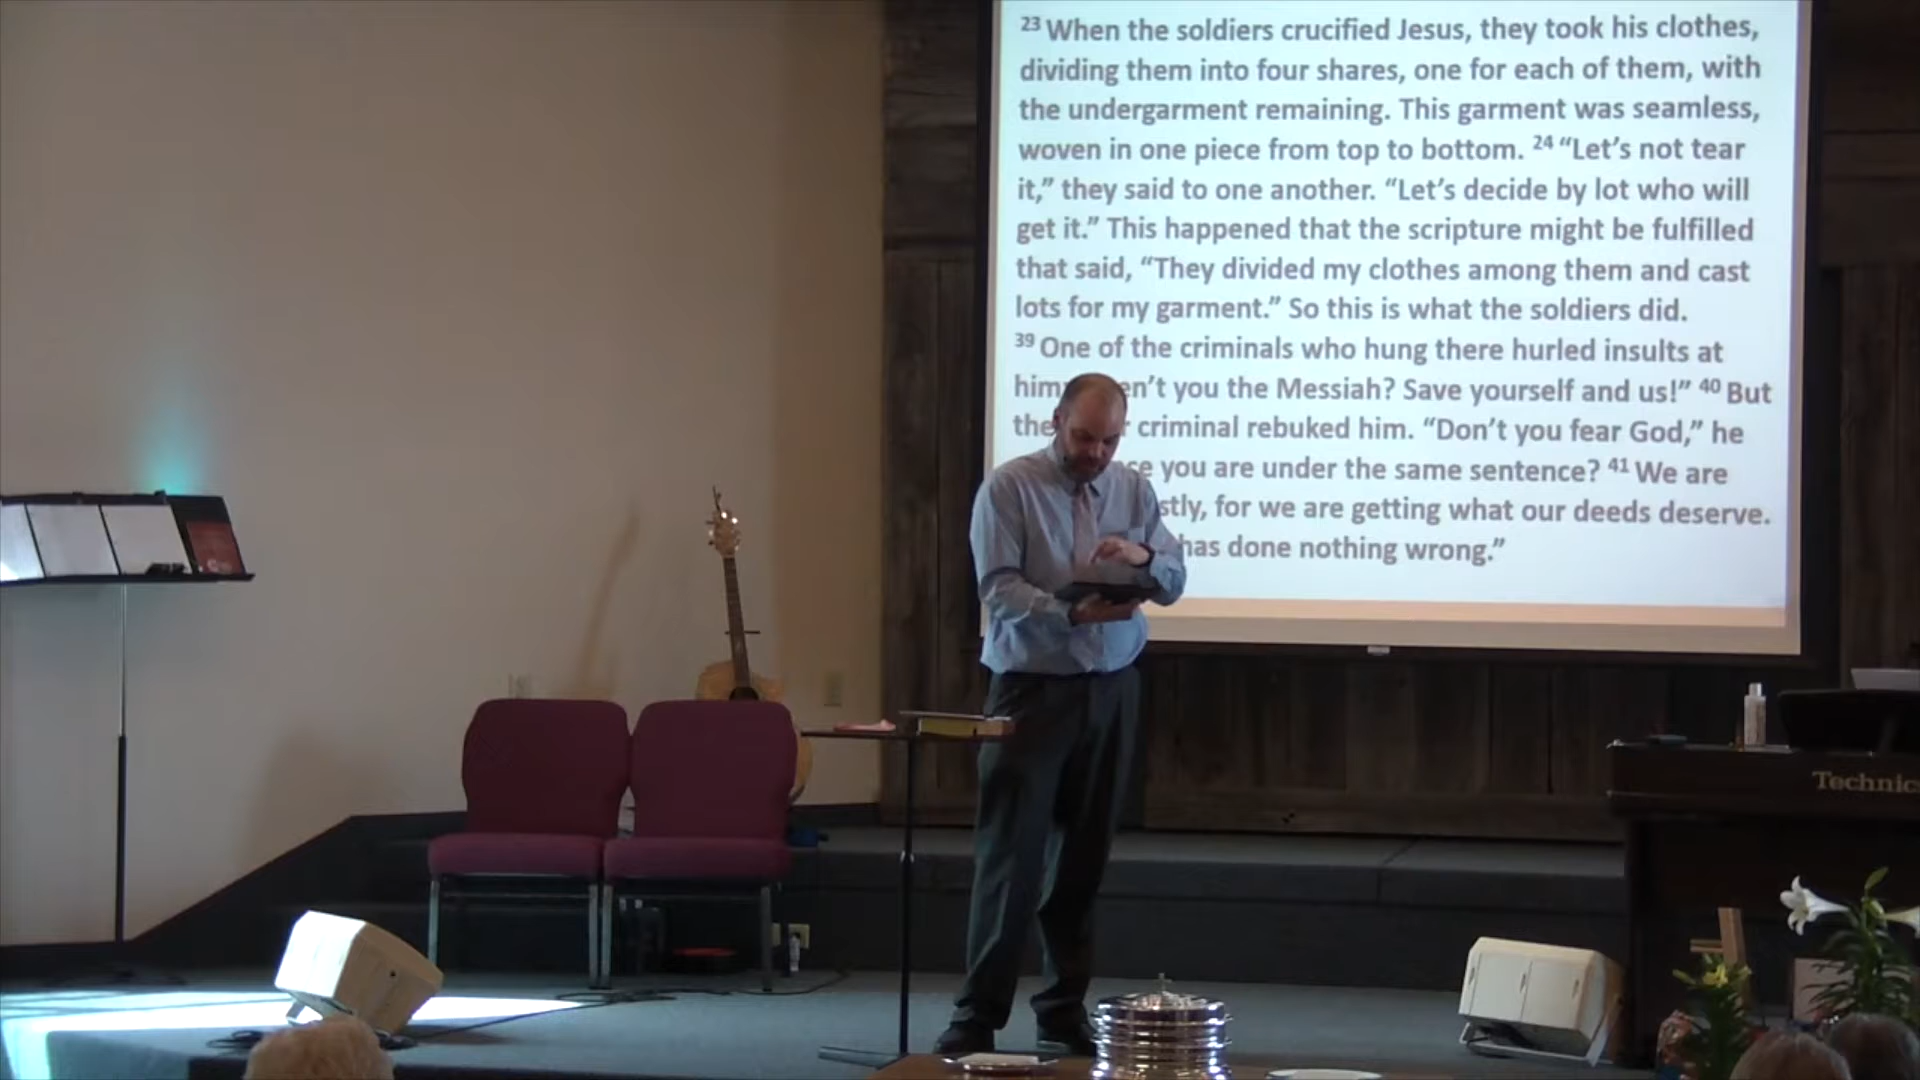 23 When the soldiers crucified Jesus, they took his clothes,
dividing them into four shares, one for each of them, with
the undergarment remaining. This garment was seamless,
woven in one piece from top to bottom. 24 “Let’s not tear
it,” they said to one another. “Let’s decide by lot who will
get it.” This happened that the scripture might be fulfilled
that said, “They divided my clothes among them and cast
lots for my garment.” So this is what the soldiers did.
39 One of the criminals who hung there hurled insults at
him you the Messiah? Save yourself and us!” 40 But
criminal rebuked him. “Don’t you fear God,” he
you are under the same sentence? 41 We are
for we are getting what our deeds deserve.
has done nothing wrong.”
Technics